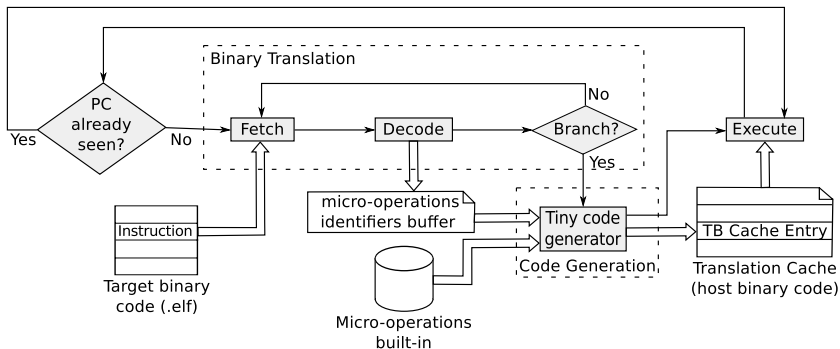 Binary Translation
PC
already
seen?
Yes
No
Fetch
Decode
Branch?
No
Yes
Execute
Instruction
Target binary
code (.elf)
micro-operations
identifiers buffer
Micro-operations
built-in
Tiny code
generator
Code Generation
TB Cache Entry
Translation Cache
(host binary code)